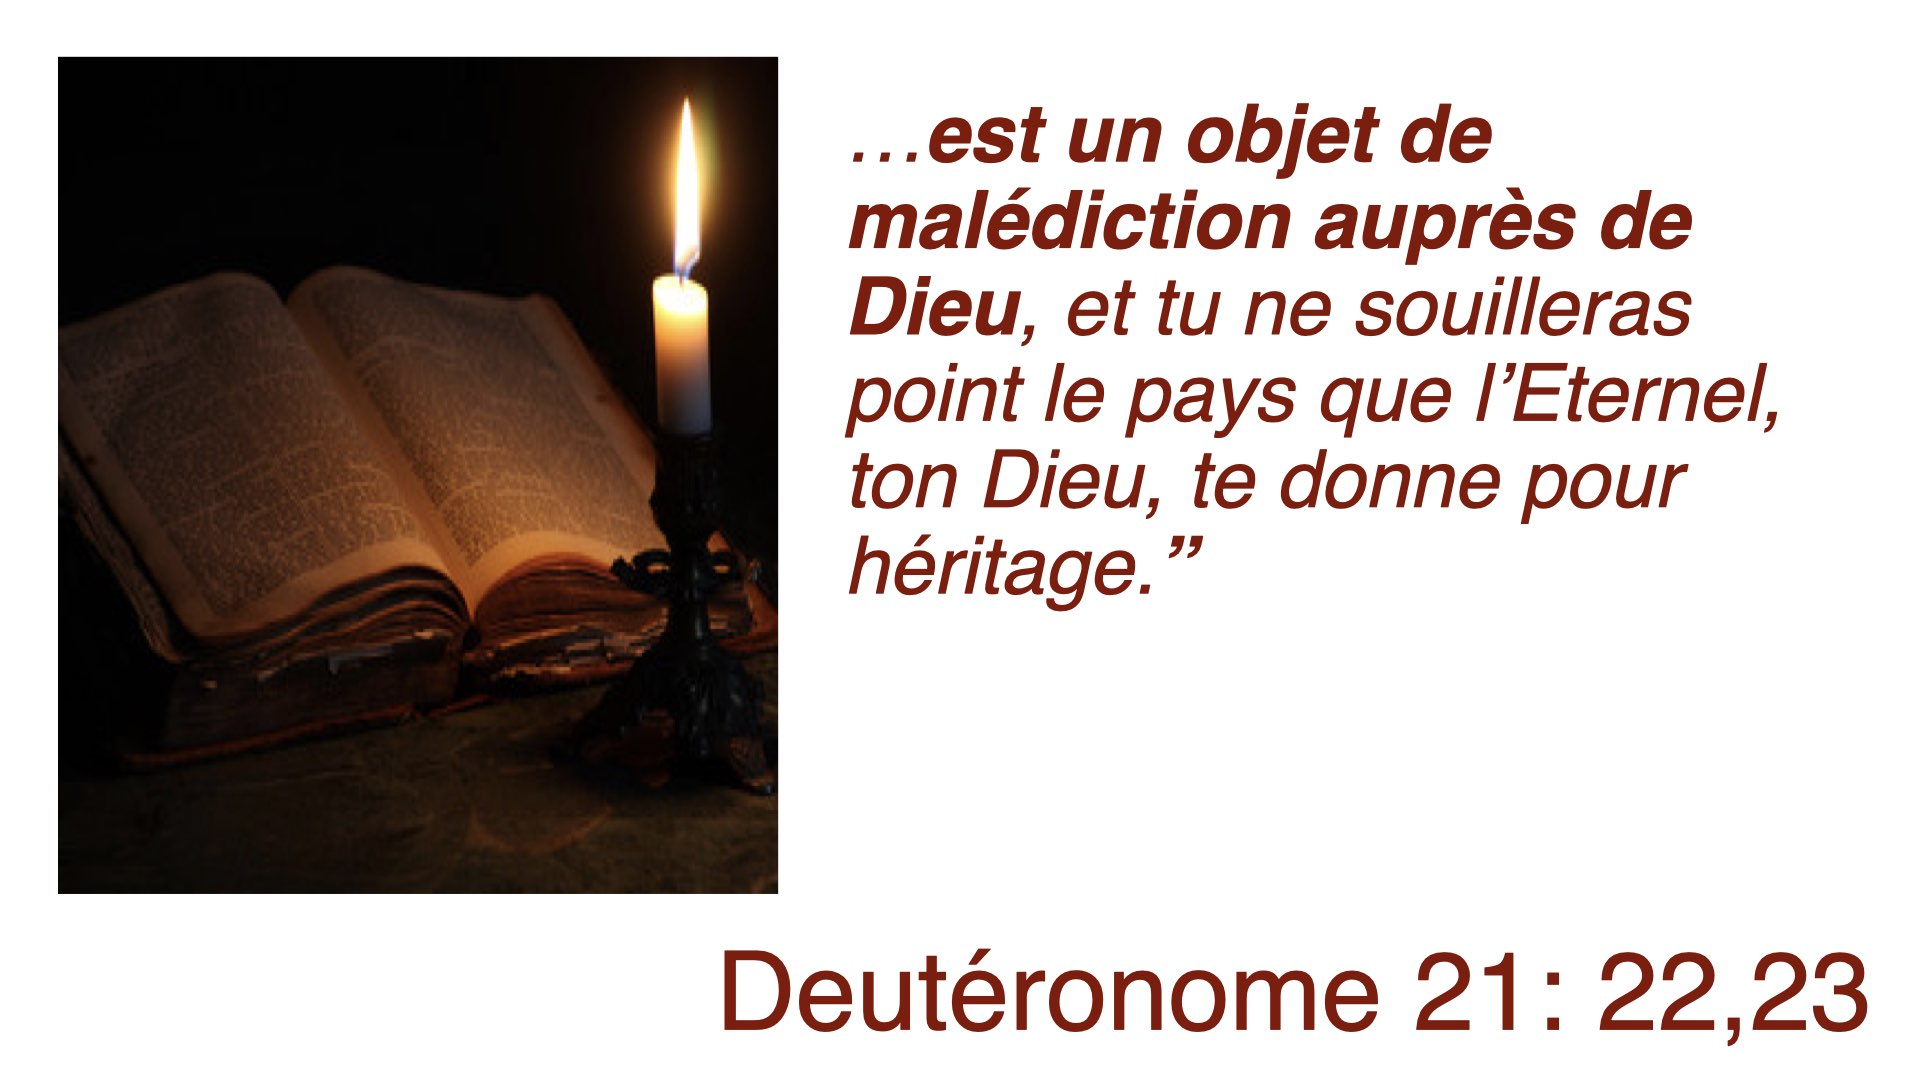 …est un objet de
malédiction auprès de
Dieu, et tu ne souilleras
point le pays que l’Eternel,
ton Dieu, te donne pour
héritage.”
Deutéronome 21: 22,23